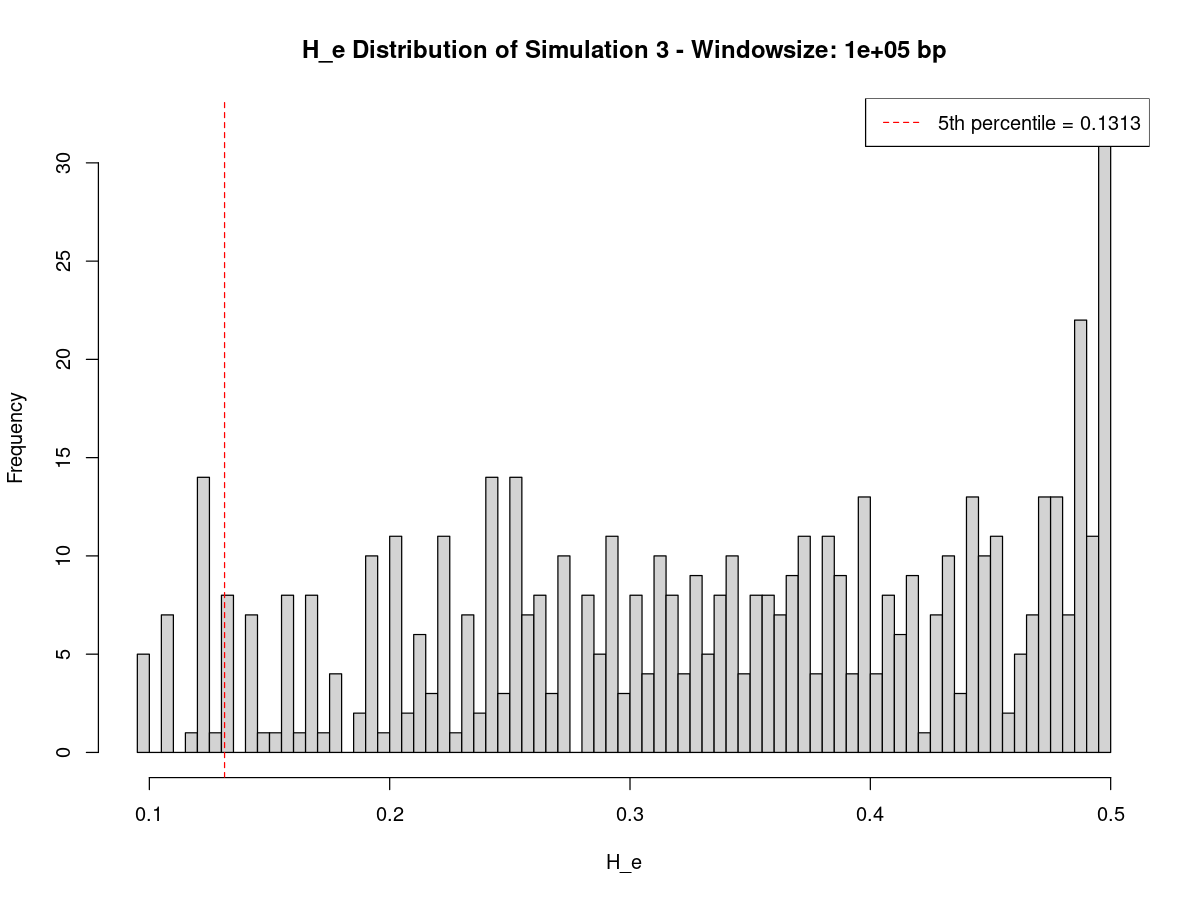 H_e Distribution of Simulation 3 - Windowsize: 1e+05 bp
5th percentile = 0.1313
30
25
20
15
10
5
0
Frequency
0.1 0.2 0.3 0.4 0.5
H_e